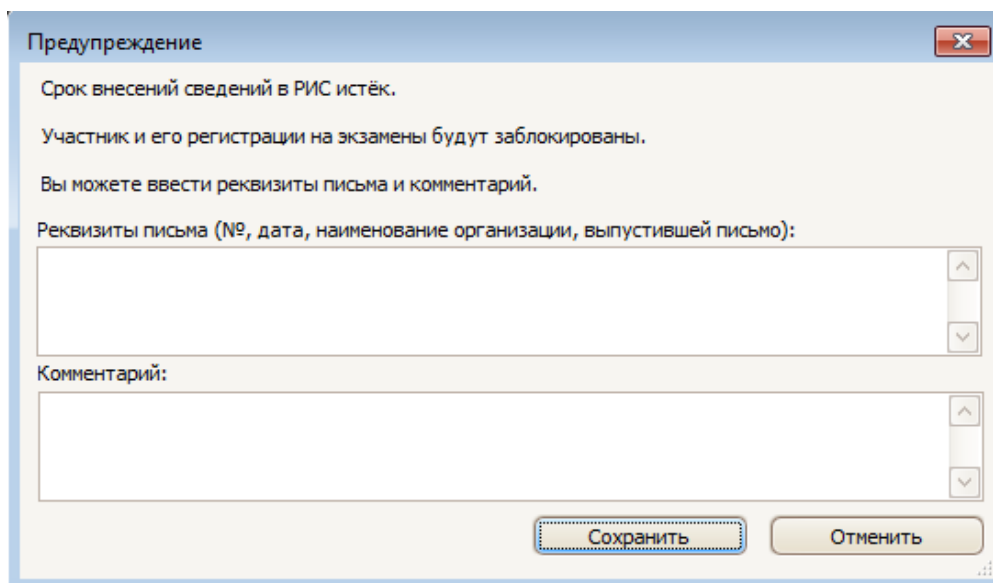 Предупреждение
Срок внесений сведений в РИС истёк.
Участник и его регистрации на экзамены будут заблокированы.
Вы можете ввести реквизиты письма и комментарий.
Реквизиты письма (№, дата, наименование организации, выпустившей письмо):
Комментарий:
Сохранить Отменить